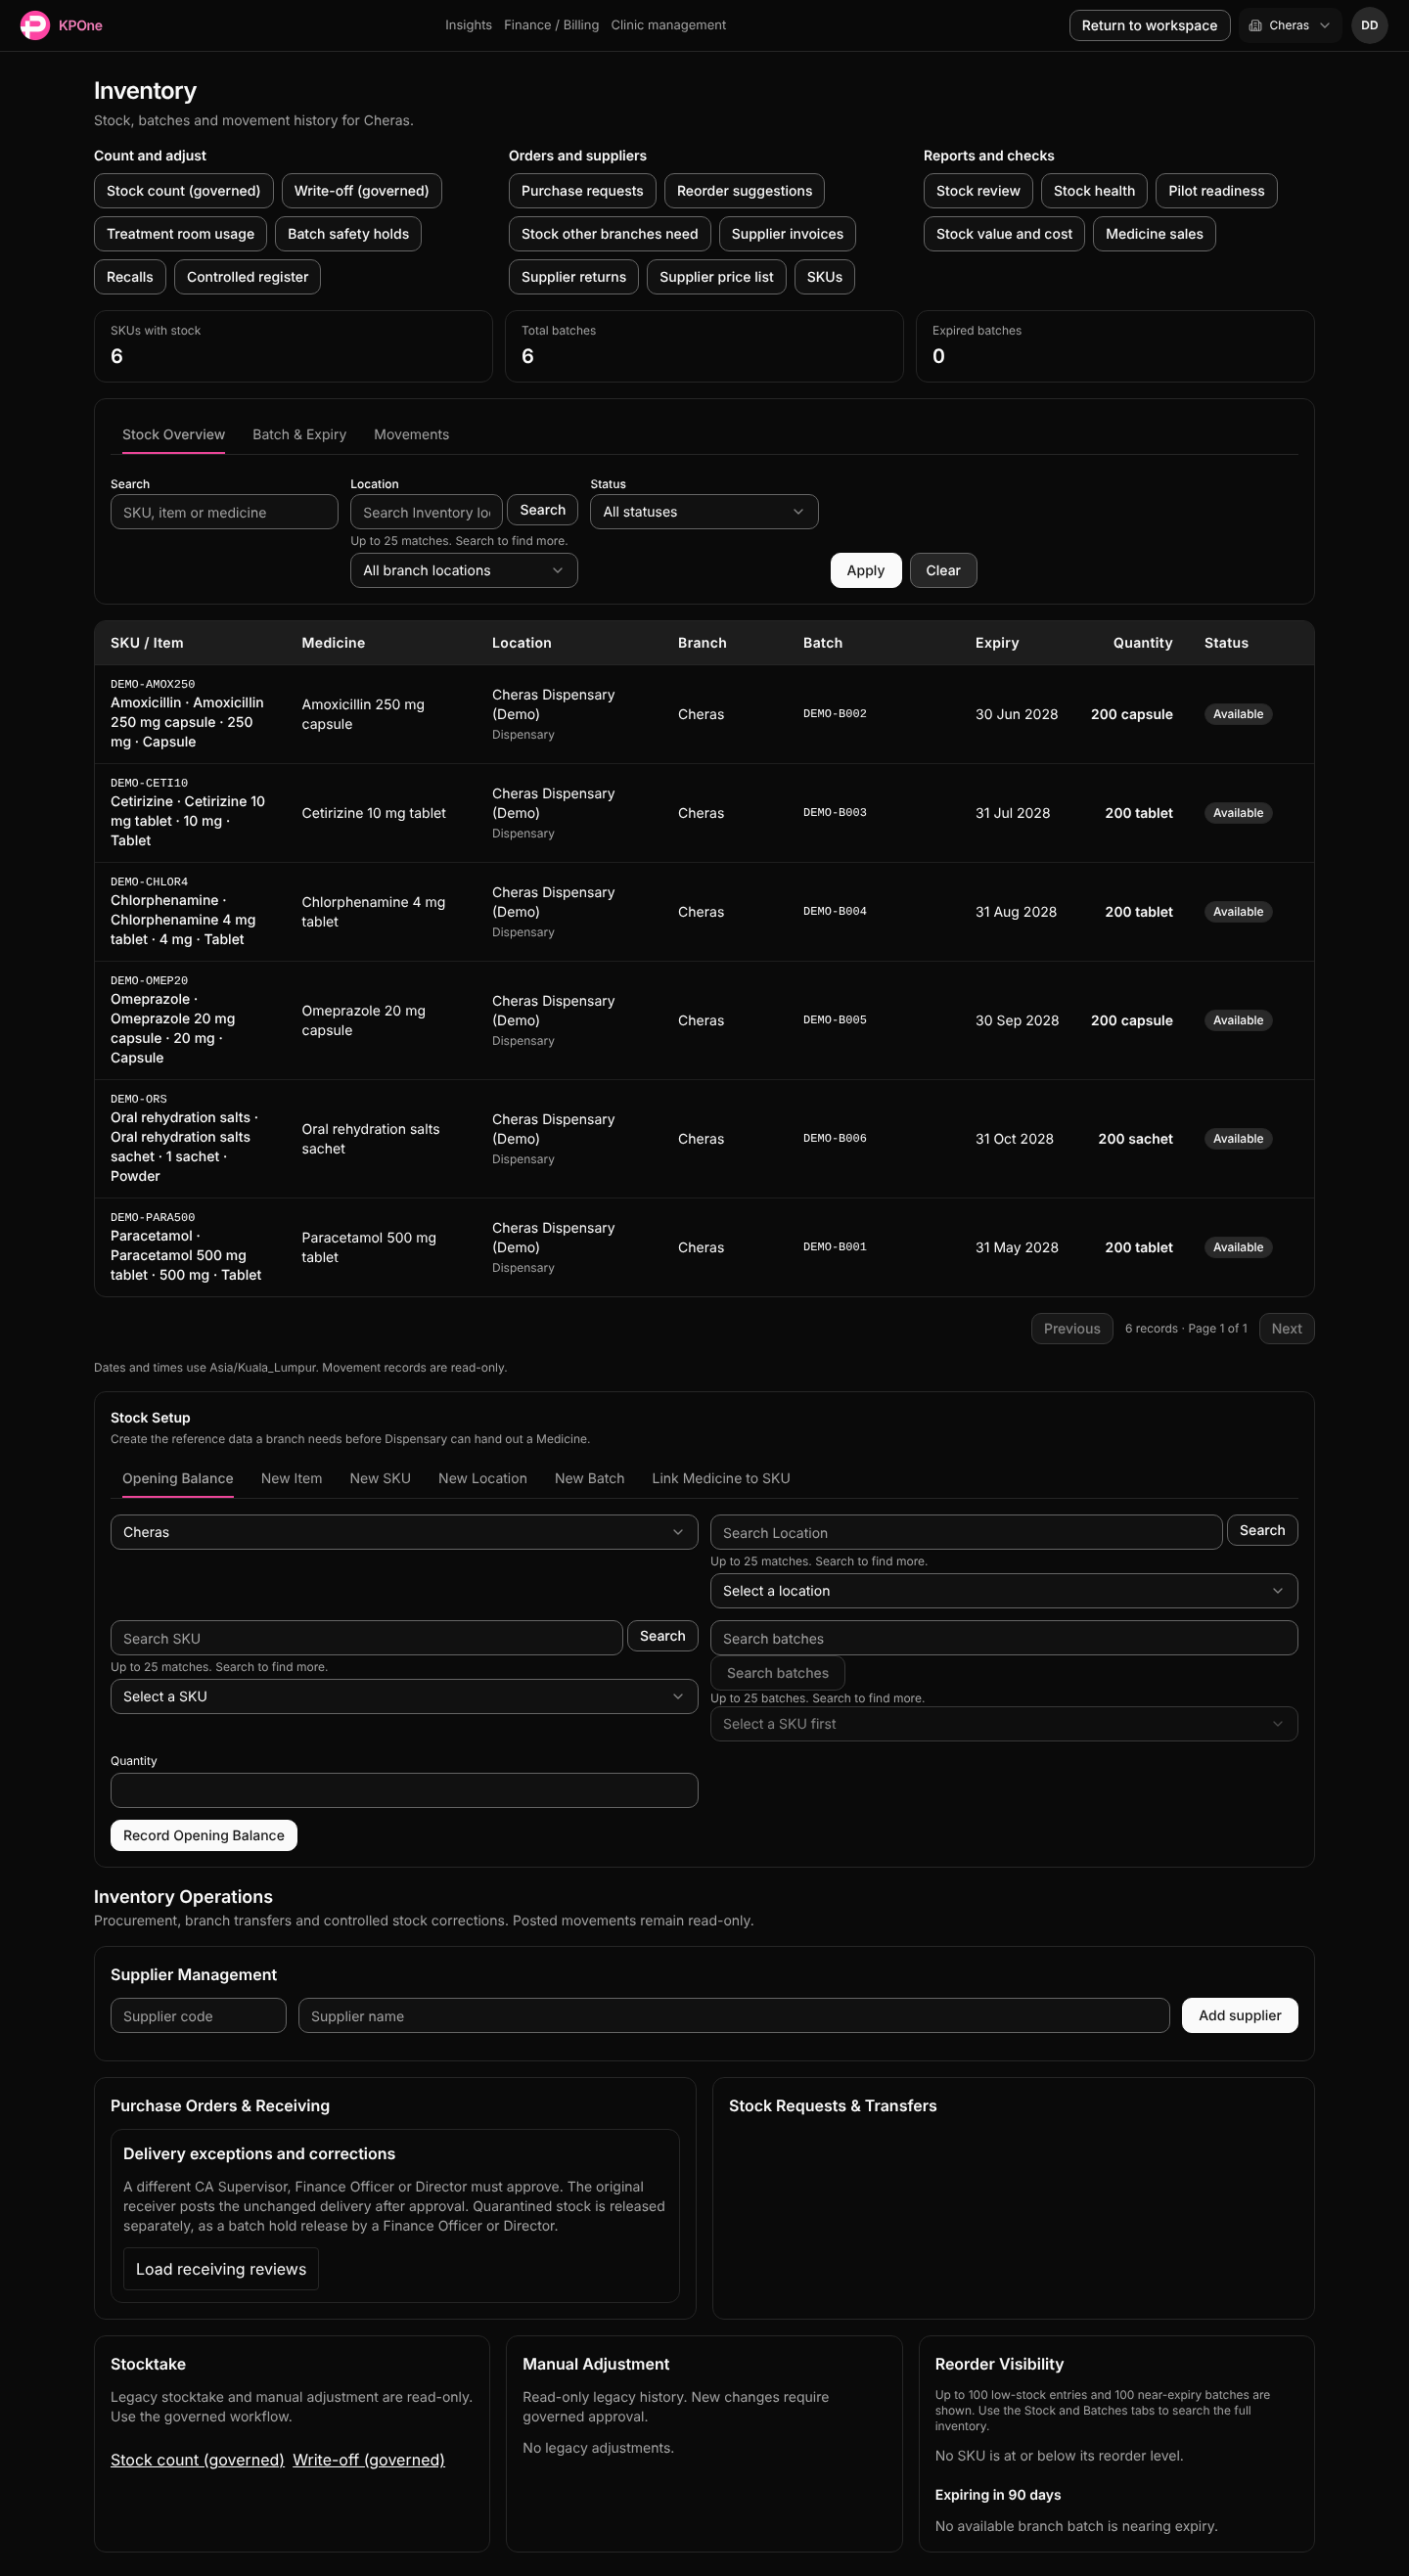 KPOne
Insights Finance / Billing Clinic management
Return to workspace
Cheras
DD
Inventory
Stock, batches and movement history for Cheras.
Count and adjust
Stock count (governed) Write-off (governed)
Treatment room usage Batch safety holds
Recalls Controlled register
Orders and suppliers
Purchase requests Reorder suggestions
Stock other branches need Supplier invoices
Supplier returns Supplier price list SKUs
Reports and checks
Stock review Stock health Pilot readiness
Stock value and cost Medicine sales
SKUs with stock
6
Total batches
6
Expired batches
0
Stock Overview Batch & Expiry Movements
Search
SKU, item or medicine
Location
Search Inventory lo
Search
Up to 25 matches. Search to find more.
All branch locations
Status
All statuses
Apply Clear
SKU / Item Medicine Location Branch Batch Expiry Quantity Status
DEMO-AMOX250
Amoxicillin · Amoxicillin
250 mg capsule · 250
mg · Capsule
Amoxicillin 250 mg
capsule
Cheras Dispensary
(Demo)
Dispensary
Cheras
DEMO-B002
30 Jun 2028
200 capsule
Available
DEMO-CETI10
Cetirizine · Cetirizine 10
mg tablet · 10 mg ·
Tablet
Cetirizine 10 mg tablet
Cheras Dispensary
(Demo)
Dispensary
Cheras
DEMO-B003
31 Jul 2028
200 tablet
Available
DEMO-CHLOR4
Chlorphenamine ·
Chlorphenamine 4 mg
tablet · 4 mg · Tablet
Chlorphenamine 4 mg
tablet
Cheras Dispensary
(Demo)
Dispensary
Cheras
DEMO-B004
31 Aug 2028
200 tablet
Available
DEMO-OMEP20
Omeprazole ·
Omeprazole 20 mg
capsule · 20 mg ·
Capsule
Omeprazole 20 mg
capsule
Cheras Dispensary
(Demo)
Dispensary
Cheras
DEMO-B005
30 Sep 2028
200 capsule
Available
DEMO-ORS
Oral rehydration salts ·
Oral rehydration salts
sachet · 1 sachet ·
Powder
Oral rehydration salts
sachet
Cheras Dispensary
(Demo)
Dispensary
Cheras
DEMO-B006
31 Oct 2028
200 sachet
Available
DEMO-PARA500
Paracetamol ·
Paracetamol 500 mg
tablet · 500 mg · Tablet
Paracetamol 500 mg
tablet
Cheras Dispensary
(Demo)
Dispensary
Cheras
DEMO-B001
31 May 2028
200 tablet
Available
Previous 6 records · Page 1 of 1 Next
Dates and times use Asia/Kuala_Lumpur. Movement records are read-only.
Stock Setup
Create the reference data a branch needs before Dispensary can hand out a Medicine.
Opening Balance New Item New SKU New Location New Batch Link Medicine to SKU
Cheras
Search Location
Search
Up to 25 matches. Search to find more.
Select a location
Search SKU
Search
Up to 25 matches. Search to find more.
Select a SKU
Search batches
Search batches
Up to 25 batches. Search to find more.
Select a SKU first
Quantity
Record Opening Balance
Inventory Operations
Procurement, branch transfers and controlled stock corrections. Posted movements remain read-only.
Supplier Management
Supplier code
Supplier name
Add supplier
Purchase Orders & Receiving
Delivery exceptions and corrections
A different CA Supervisor, Finance Officer or Director must approve. The original
receiver posts the unchanged delivery after approval. Quarantined stock is released
separately, as a batch hold release by a Finance Officer or Director.
Load receiving reviews
Stock Requests & Transfers
Stocktake
Legacy stocktake and manual adjustment are read-only.
Use the governed workflow.
Stock count (governed) Write-off (governed)
Manual Adjustment
Read-only legacy history. New changes require
governed approval.
No legacy adjustments.
Reorder Visibility
Up to 100 low-stock entries and 100 near-expiry batches are
shown. Use the Stock and Batches tabs to search the full
inventory.
No SKU is at or below its reorder level.
Expiring in 90 days
No available branch batch is nearing expiry.